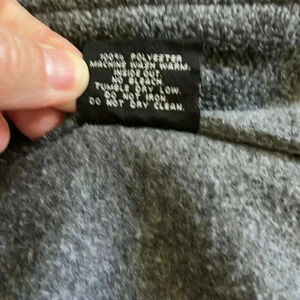 100% POLYESTER
MACHINE WASH WARM.
INSIDE OUT.
NO BLEACH.
TUMBLE DRY LOW.
DO NOT IRON.
DO NOT DRY CLEAN.